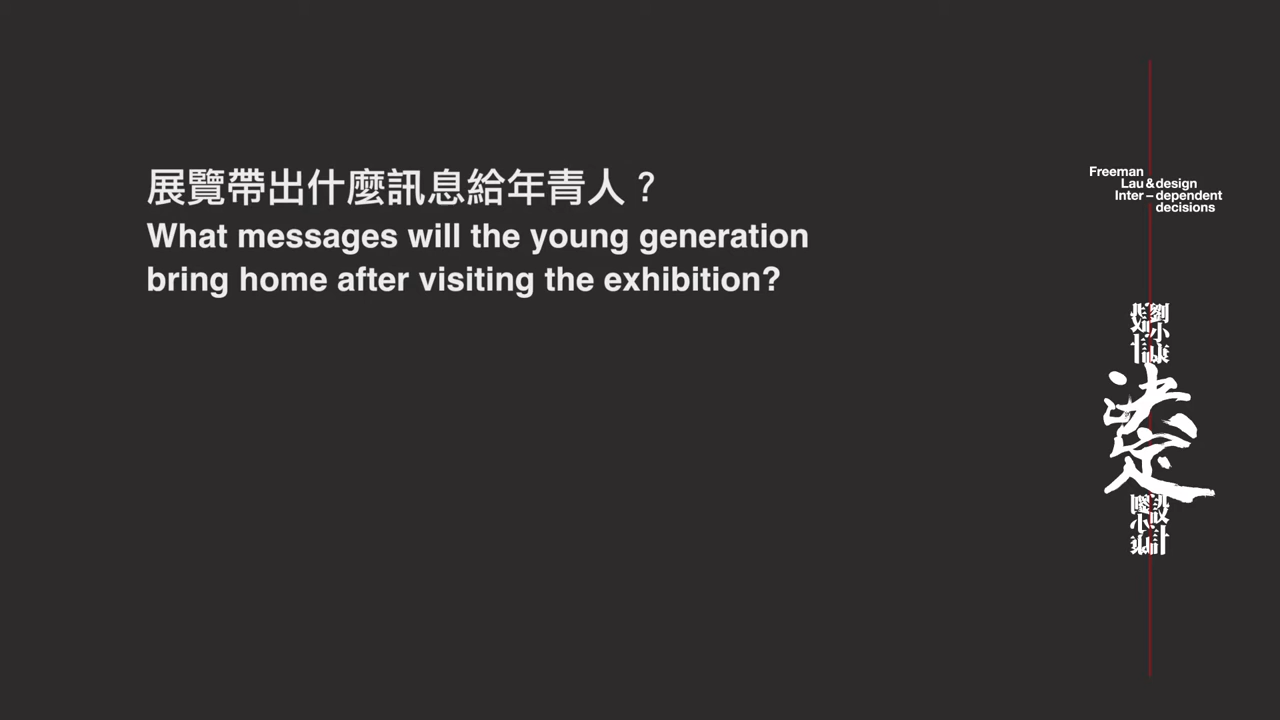 展覽帶出什麼訊息給年青人？
What messages will the young generation
bring home after visiting the exhibition?
Freeman
Lau & design
Inter – dependent
decisions
劉小康
決定
設計